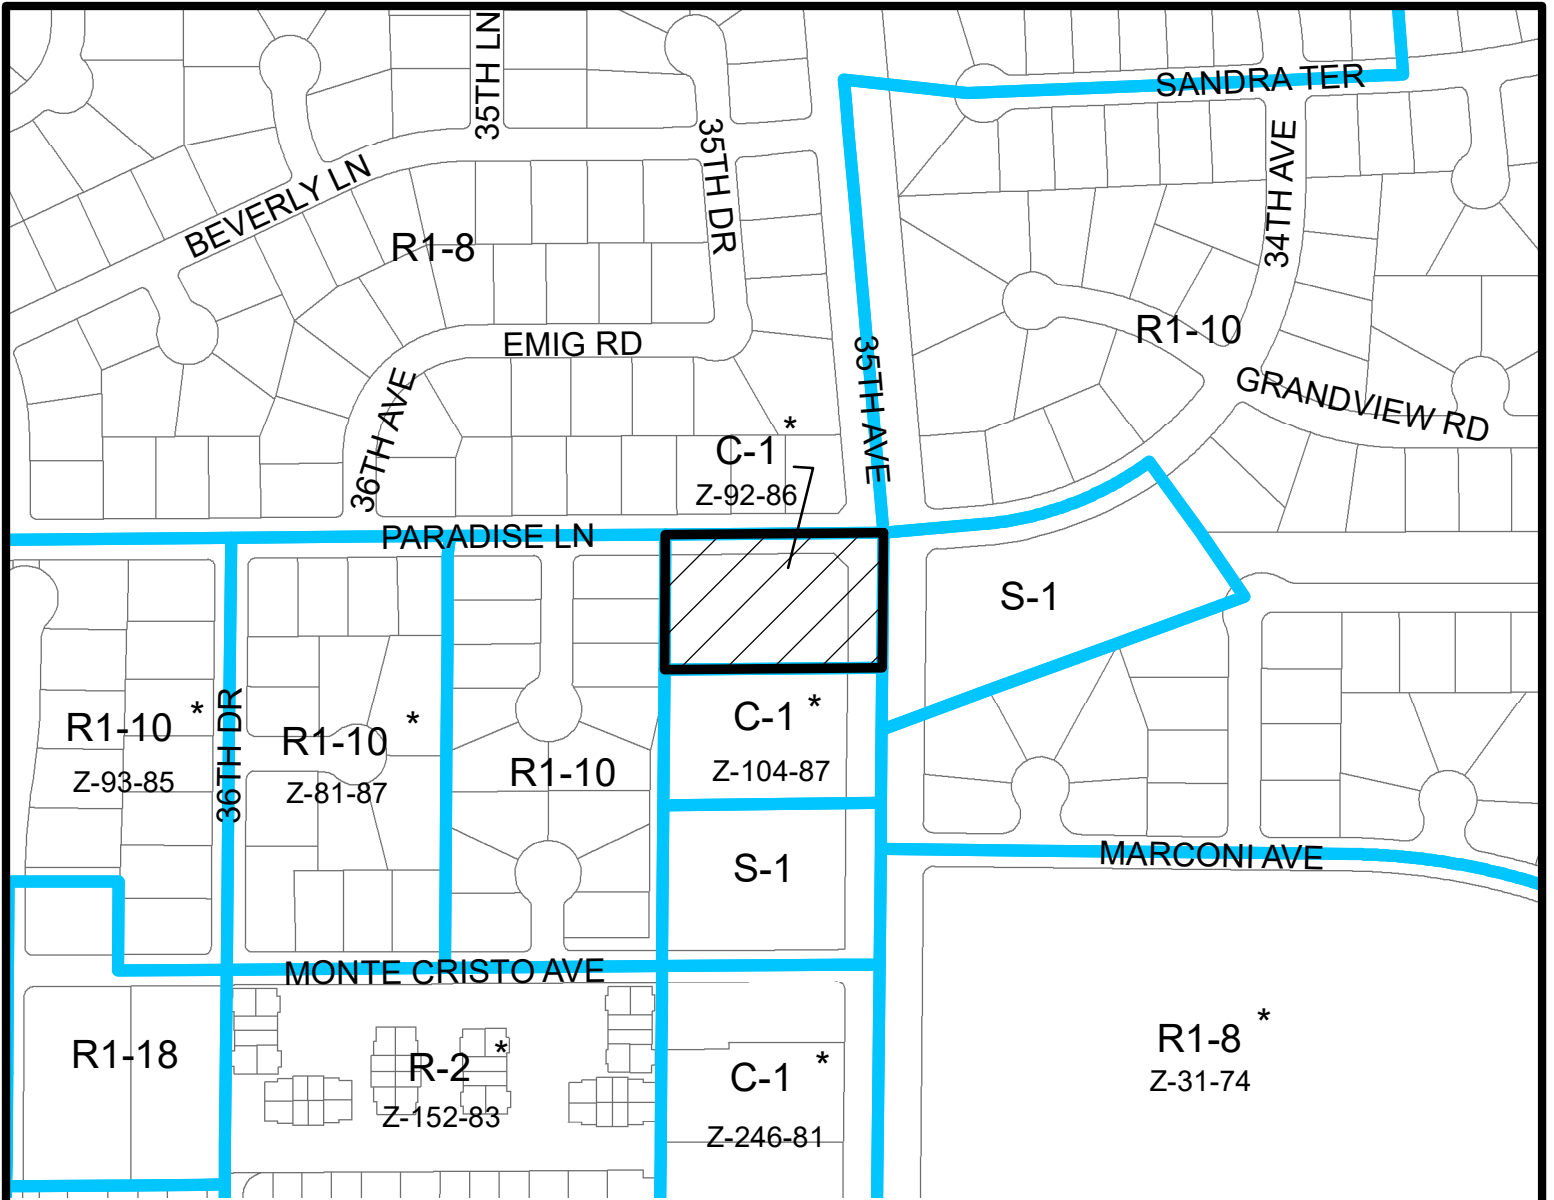 35TH LN
SANDRA TER
35TH DR
34TH AVE
BEVERLY LN
R1-8
R1-10
EMIG RD
35TH AVE
GRANDVIEW RD
36TH AVE
C-1 *
Z-92-86
PARADISE LN
S-1
R1-10 *
Z-93-85
36TH DR
R1-10 *
Z-81-87
R1-10
C-1 *
Z-104-87
S-1
MARCONI AVE
MONTE CRISTO AVE
R1-18
R-2 *
Z-152-83
C-1 *
Z-246-81
R1-8 *
Z-31-74